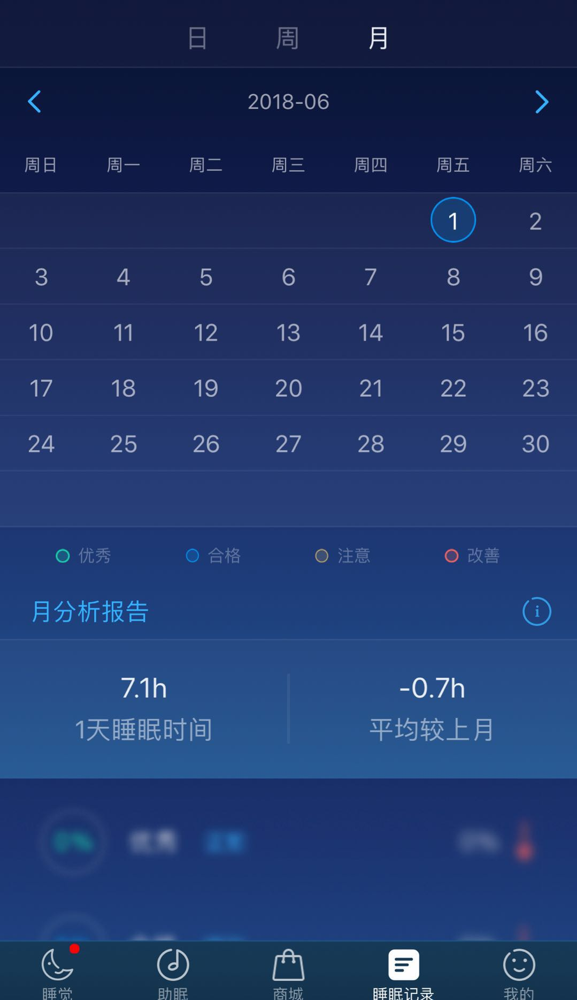 日 周 月
2018-06
周日 周一 周二 周三 周四 周五 周六
1 2
3 4 5 6 7 8 9
10 11 12 13 14 15 16
17 18 19 20 21 22 23
24 25 26 27 28 29 30
优秀 合格 注意 改善
月分析报告
7.1h -0.7h
1天睡眠时间 平均较上月
0% 优秀 0%
睡觉 助眠 商城 睡眠记录 我的